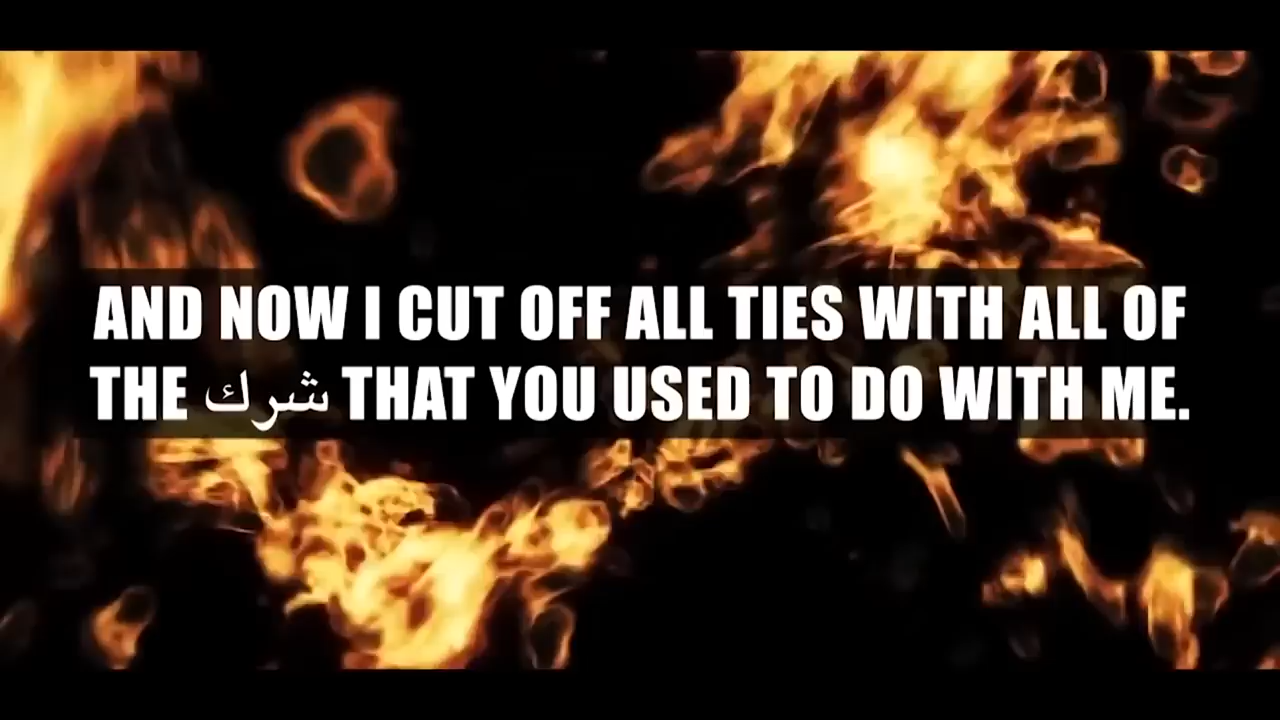 AND NOW I CUT OFF ALL TIES WITH ALL OF
THE شرك THAT YOU USED TO DO WITH ME.